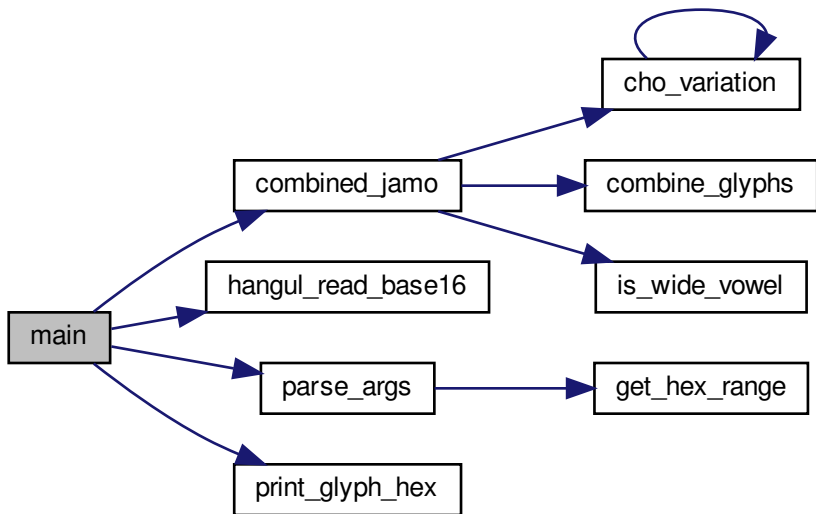 cho_variation
combined_jamo
combine_glyphs
hangul_read_base16
is_wide_vowel
main
parse_args
get_hex_range
print_glyph_hex